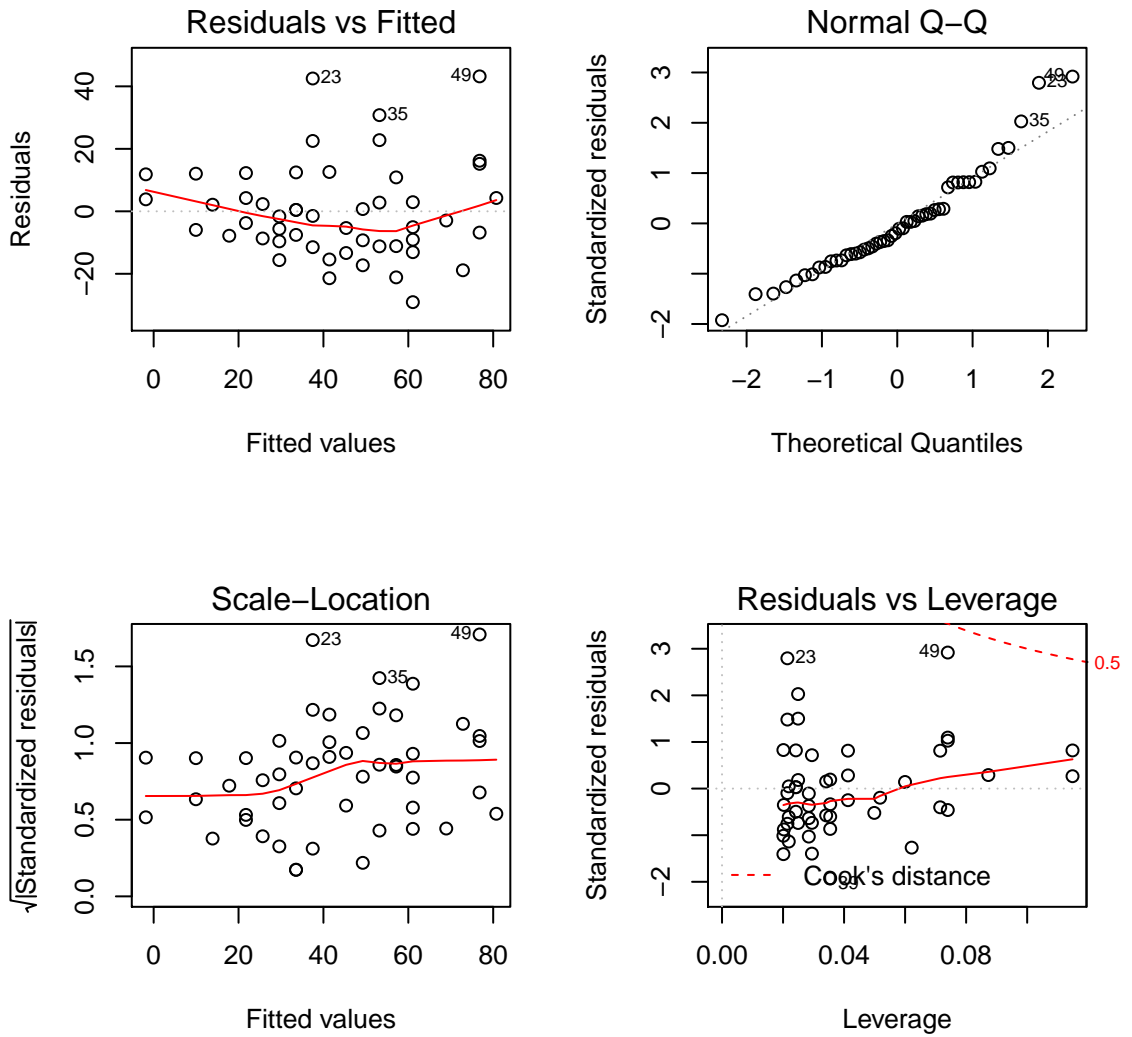 Residuals vs Fitted
Residuals
40
20
0
−20
23
49
35
0 20 40 60 80
Fitted values
Normal Q−Q
Standardized residuals
3
2
1
0
−2
49
23
35
−2 −1 0 1 2
Theoretical Quantiles
Scale−Location
√|Standardized residuals|
1.5
1.0
0.5
0.0
23
49
35
0 20 40 60 80
Fitted values
Residuals vs Leverage
Standardized residuals
3
2
1
0
−2
23
49
0.5
39
Cook's distance
0.00 0.04 0.08
Leverage